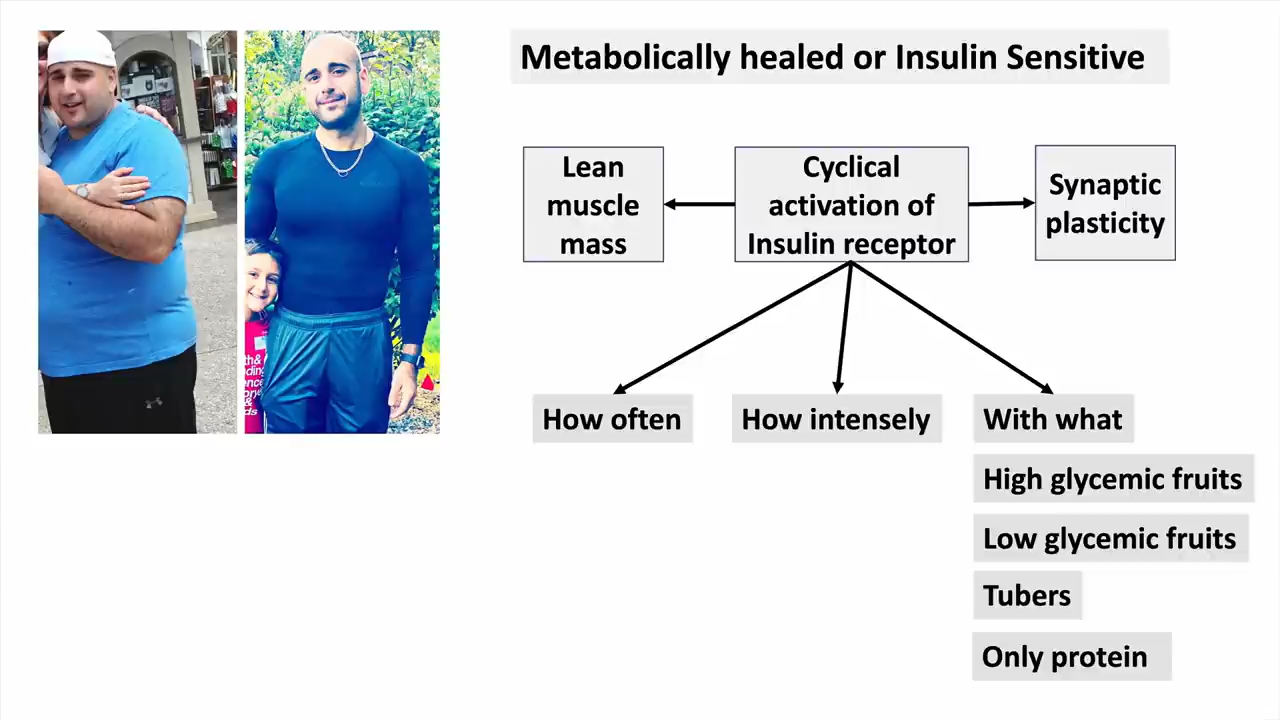 Metabolically healed or Insulin Sensitive
Lean
muscle
mass
Cyclical
activation of
Insulin receptor
Synaptic
plasticity
How often
How intensely
With what
High glycemic fruits
Low glycemic fruits
Tubers
Only protein